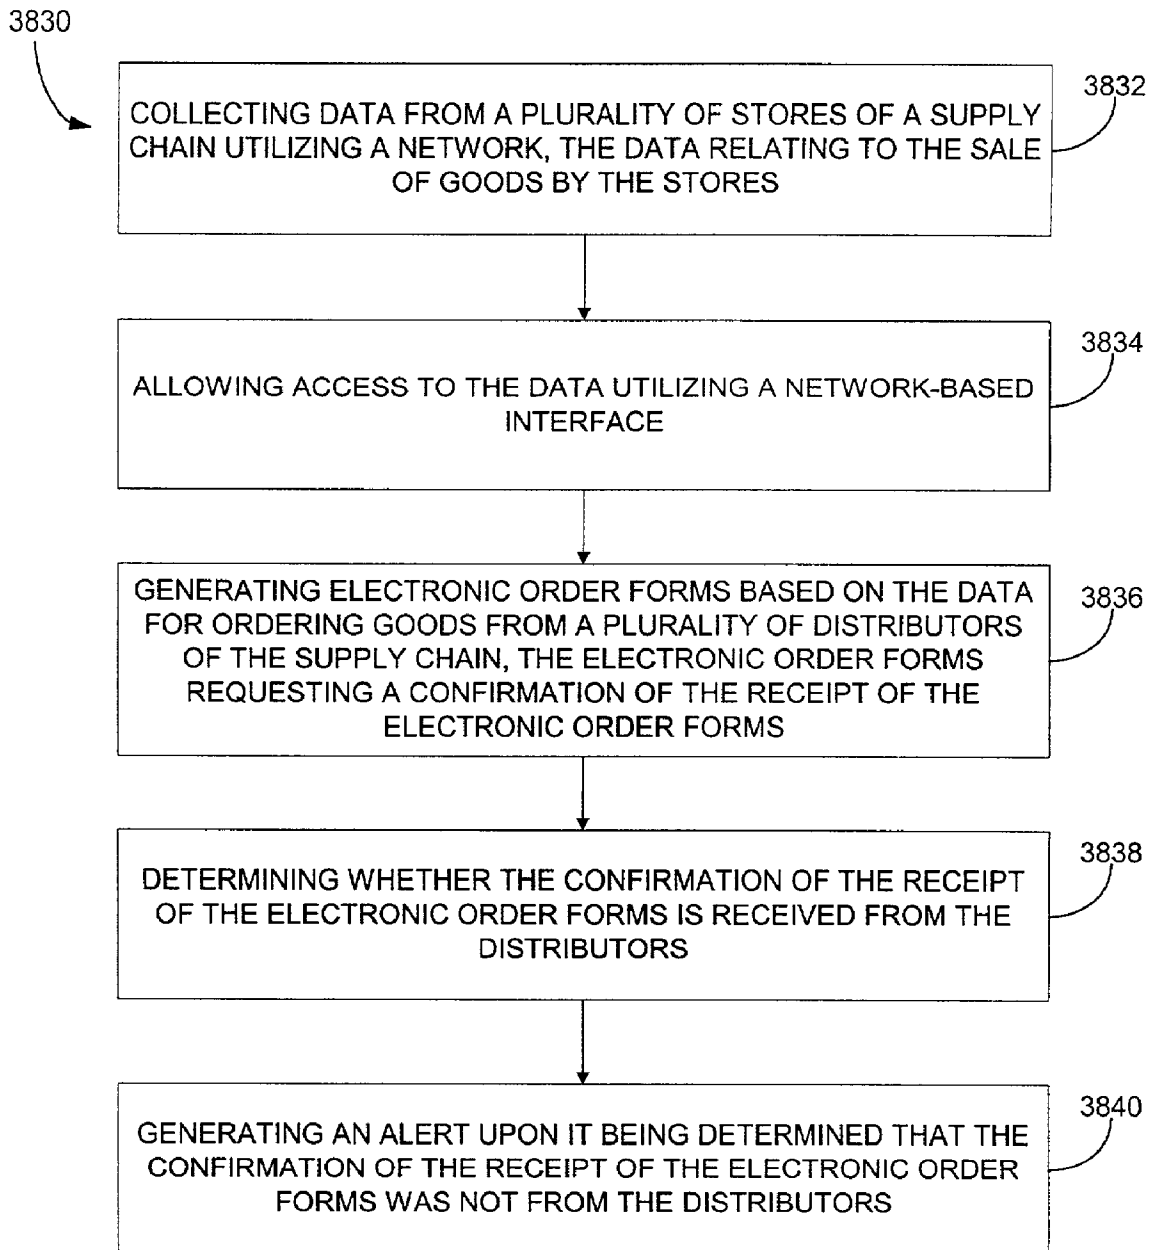 3830
3832
COLLECTING DATA FROM A PLURALITY OF STORES OF A SUPPLY
CHAIN UTILIZING A NETWORK, THE DATA RELATING TO THE SALE
OF GOODS BY THE STORES
3834
ALLOWING ACCESS TO THE DATA UTILIZING A NETWORK-BASED
INTERFACE
3836
GENERATING ELECTRONIC ORDER FORMS BASED ON THE DATA
FOR ORDERING GOODS FROM A PLURALITY OF DISTRIBUTORS
OF THE SUPPLY CHAIN, THE ELECTRONIC ORDER FORMS
REQUESTING A CONFIRMATION OF THE RECEIPT OF THE
ELECTRONIC ORDER FORMS
3838
DETERMINING WHETHER THE CONFIRMATION OF THE RECEIPT
OF THE ELECTRONIC ORDER FORMS IS RECEIVED FROM THE
DISTRIBUTORS
3840
GENERATING AN ALERT UPON IT BEING DETERMINED THAT THE
CONFIRMATION OF THE RECEIPT OF THE ELECTRONIC ORDER
FORMS WAS NOT FROM THE DISTRIBUTORS